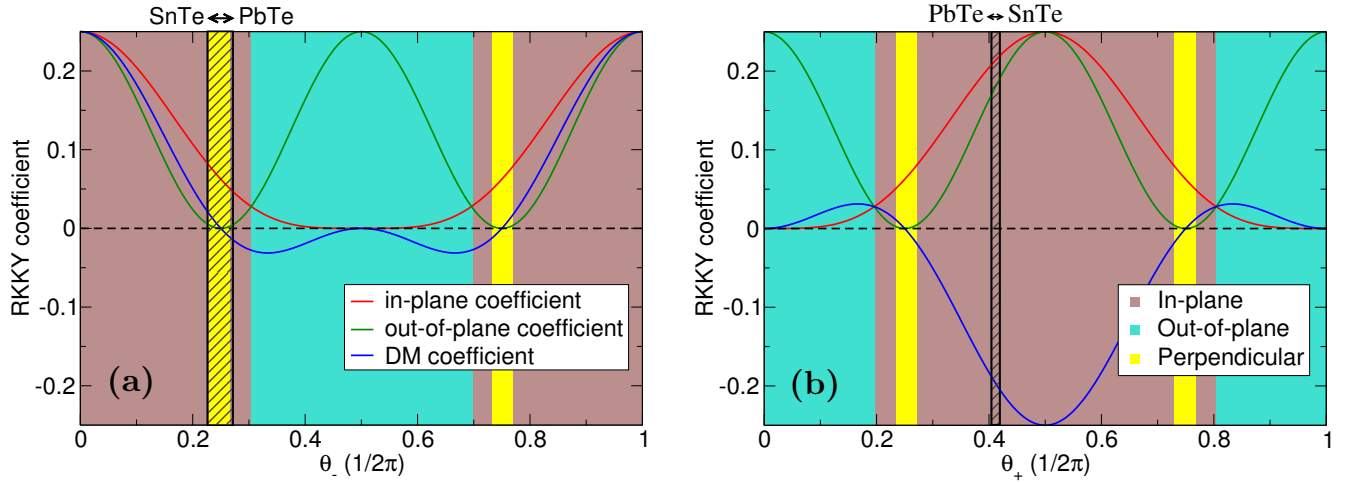 SnTe ↔ PbTe
RKKY coefficient
0.2
0.1
0
-0.1
-0.2
in-plane coefficient
out-of-plane coefficient
DM coefficient
(a)
0 0.2 0.4 0.6 0.8 1
θ₋ (1/2π)
PbTe ↔ SnTe
RKKY coefficient
0.2
0.1
0
-0.1
-0.2
In-plane
Out-of-plane
Perpendicular
(b)
0 0.2 0.4 0.6 0.8 1
θ₊ (1/2π)